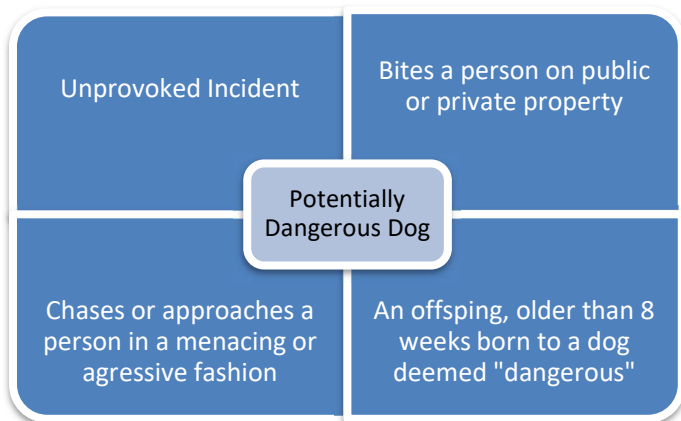 Unprovoked Incident
Bites a person on public
or private property
Potentially
Dangerous Dog
Chases or approaches a
person in a menacing or
agressive fashion
An offsping, older than 8
weeks born to a dog
deemed "dangerous"